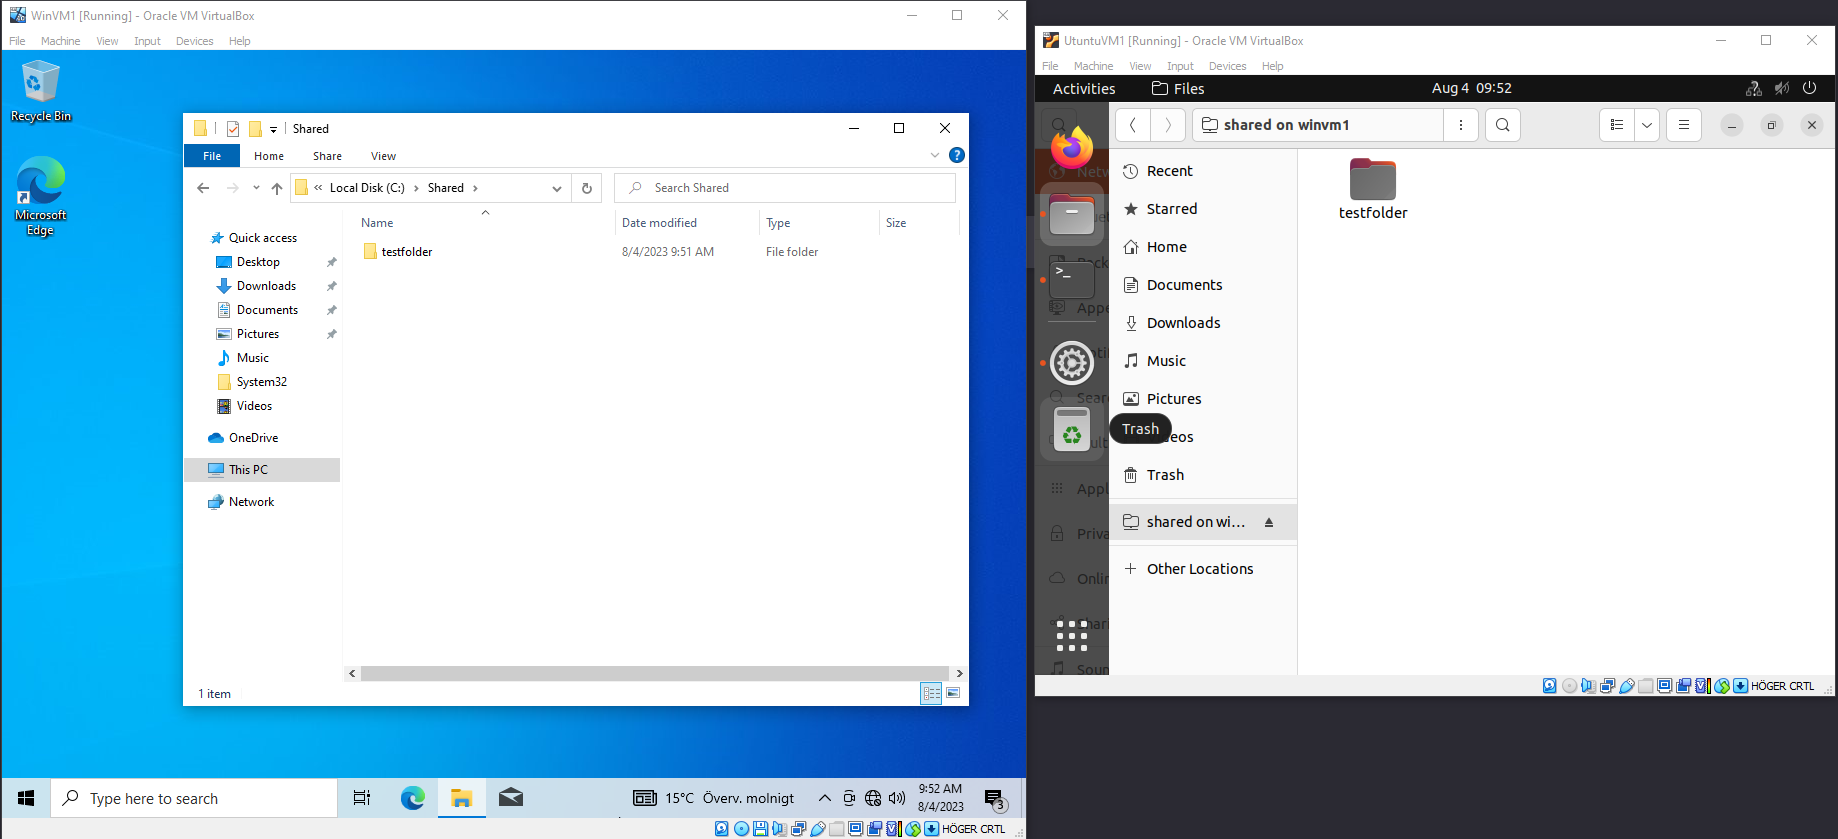 WinVM1 [Running] - Oracle VM VirtualBox
File Machine View Input Devices Help
Recycle Bin
Microsoft
Edge
Shared
File Home Share View
« Local Disk (C:) > Shared >
Search Shared
Name Date modified Type Size
testfolder 8/4/2023 9:51 AM File folder
Quick access
Desktop
Downloads
Documents
Pictures
Music
System32
Videos
OneDrive
This PC
Network
1 item
Type here to search
15°C Överv. molnigt
9:52 AM
8/4/2023
3
HÖGER CRTL
UtuntuVM1 [Running] - Oracle VM VirtualBox
File Machine View Input Devices Help
Activities Files Aug 4 09:52
shared on winvm1
Recent
Starred
Home
Documents
Downloads
Music
Pictures
Trash
Trash
shared on wi...
Other Locations
testfolder
HÖGER CRTL